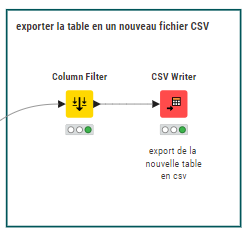 exporter la table en un nouveau fichier CSV
Column Filter
CSV Writer
export de la
nouvelle table
en csv